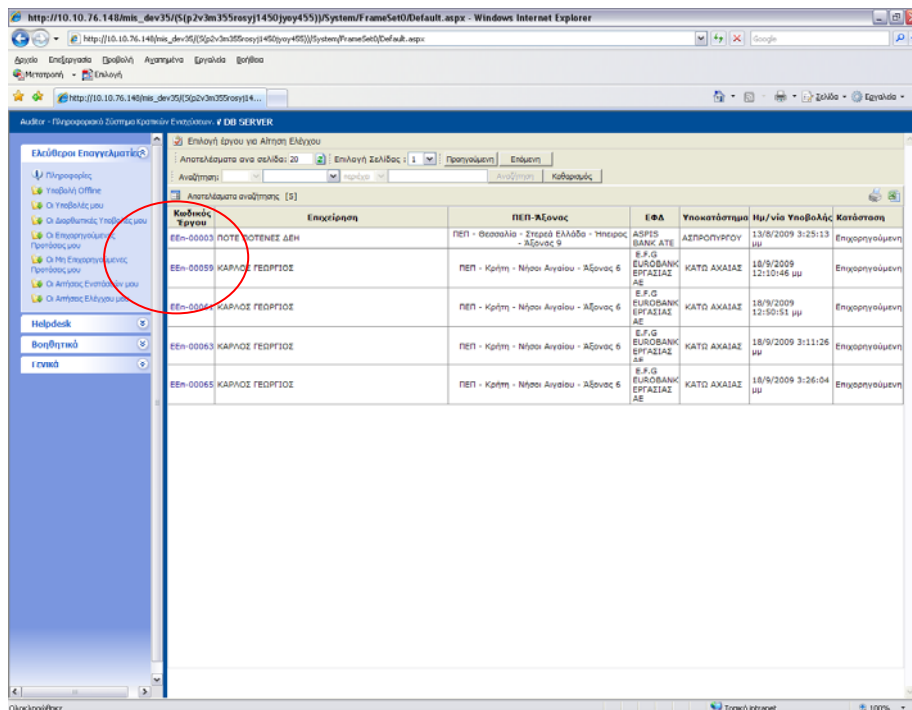 http://10.10.76.148/mis_dev35/(S(p2v3m355rosyj1450jyoy455))/System/FrameSet0/Default.aspx - Windows Internet Explorer
http://10.10.76.148/mis_dev35/(S(p2v3m355rosyj1450jyoy455))/System/FrameSet0/Default.aspx
Google
Αρχείο Επεξεργασία Προβολή Αγαπημένα Εργαλεία Βοήθεια
Μετατροπή Επιλογή
http://10.10.76.148/mis_dev35/(S(p2v3m355rosyj14...
Σελίδα Εργαλεία
Auditor - Πληροφοριακό Σύστημα Κρατικών Ενισχύσεων. // DB SERVER
Ελεύθεροι Επαγγελματίες
Πληροφορίες
Υποβολή Offline
Οι Υποβολές μου
Οι Διορθωτικές Υποβολές μου
Οι Επιχορηγούμενες
Προτάσεις μου
Οι Μη Επιχορηγούμενες
Προτάσεις μου
Οι Αιτήσεις Ενστάσεών μου
Οι Αιτήσεις Ελέγχου μου
Helpdesk
Βοηθητικά
Γενικά
Επιλογή έργου για Αίτηση Ελέγχου
Αποτελέσματα ανα σελίδα: 20 Επιλογή Σελίδας : 1 Προηγούμενη Επόμενη
Αναζήτηση: περιέχει Αναζήτηση Καθαρισμός
Αποτελέσματα αναζήτησης [5]
Κωδικός Έργου Επιχείρηση ΠΕΠ-Άξονας ΕΦΔ Υποκατάστημα Ημ/νία Υποβολής Κατάσταση
ΕΕπ-00003 ΠΟΤΕ ΠΟΤΕΝΕΣ ΔΕΗ ΠΕΠ - Θεσσαλία - Στερεά Ελλάδα - Ήπειρος - Άξονας 9 ASPIS BANK ATE ΑΣΠΡΟΠΥΡΓΟΥ 13/8/2009 3:25:13 μμ Επιχορηγούμενη
ΕΕπ-00059 ΚΑΡΛΟΣ ΓΕΩΡΓΙΟΣ ΠΕΠ - Κρήτη - Νήσοι Αιγαίου - Άξονας 6 E.F.G EUROBANK ΕΡΓΑΣΙΑΣ ΑΕ ΚΑΤΩ ΑΧΑΙΑΣ 18/9/2009 12:10:46 μμ Επιχορηγούμενη
ΕΕπ-00061 ΚΑΡΛΟΣ ΓΕΩΡΓΙΟΣ ΠΕΠ - Κρήτη - Νήσοι Αιγαίου - Άξονας 6 E.F.G EUROBANK ΕΡΓΑΣΙΑΣ ΑΕ ΚΑΤΩ ΑΧΑΙΑΣ 18/9/2009 12:50:51 μμ Επιχορηγούμενη
ΕΕπ-00063 ΚΑΡΛΟΣ ΓΕΩΡΓΙΟΣ ΠΕΠ - Κρήτη - Νήσοι Αιγαίου - Άξονας 6 E.F.G EUROBANK ΕΡΓΑΣΙΑΣ ΑΕ ΚΑΤΩ ΑΧΑΙΑΣ 18/9/2009 3:11:26 μμ Επιχορηγούμενη
ΕΕπ-00065 ΚΑΡΛΟΣ ΓΕΩΡΓΙΟΣ ΠΕΠ - Κρήτη - Νήσοι Αιγαίου - Άξονας 6 E.F.G EUROBANK ΕΡΓΑΣΙΑΣ ΑΕ ΚΑΤΩ ΑΧΑΙΑΣ 18/9/2009 3:26:04 μμ Επιχορηγούμενη
Ολοκληρώθηκε Τοπικό intranet 100%